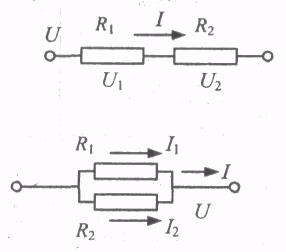 R₁ I R₂
U
U₁ U₂
R₁ I₁
I
R₂ I₂ U